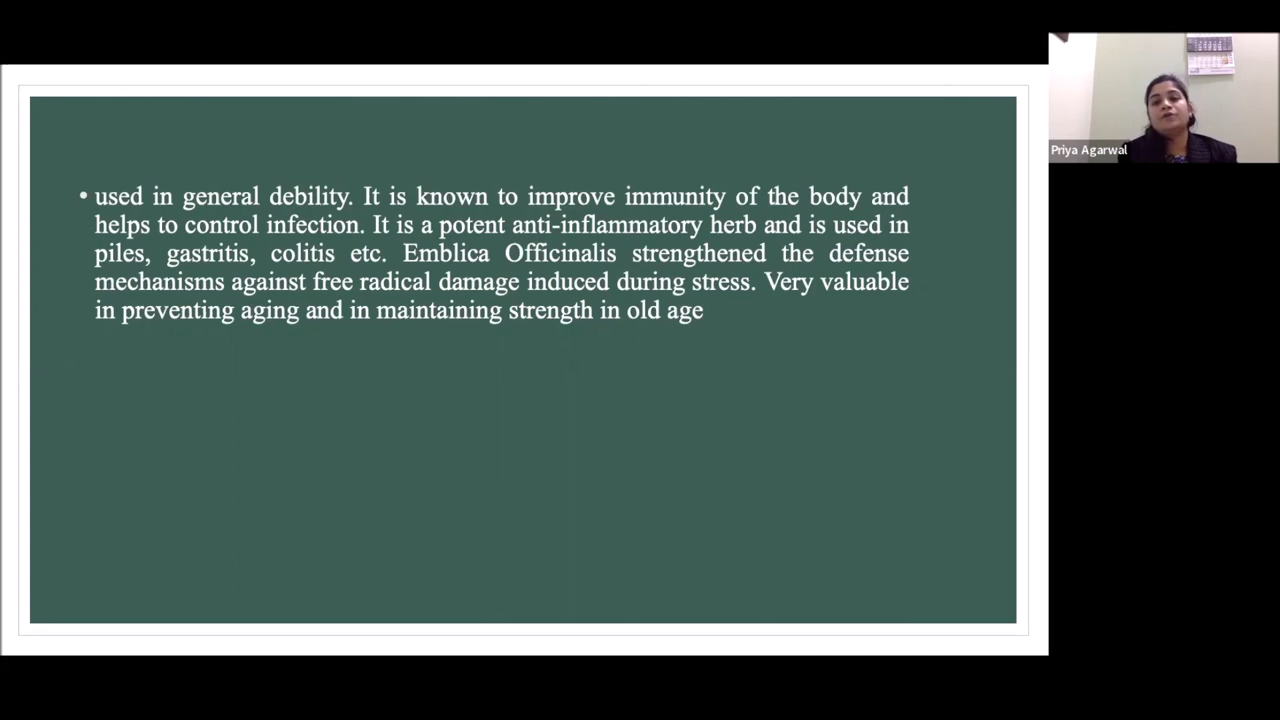 • used in general debility. It is known to improve immunity of the body and
helps to control infection. It is a potent anti-inflammatory herb and is used in
piles, gastritis, colitis etc. Emblica Officinalis strengthened the defense
mechanisms against free radical damage induced during stress. Very valuable
in preventing aging and in maintaining strength in old age
Priya Agarwal